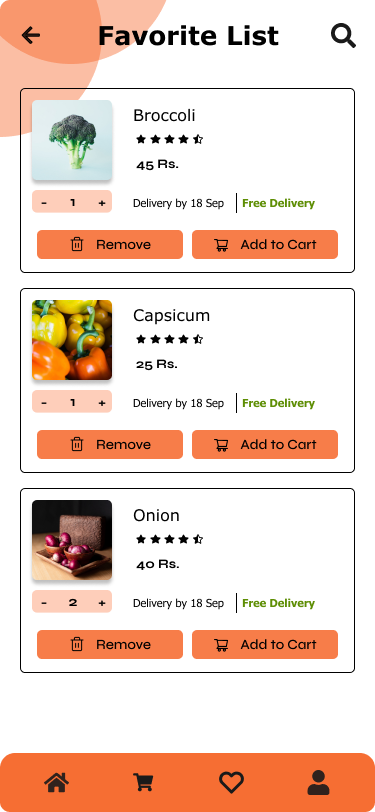 Favorite List
Broccoli
45 Rs.
- 1 +
Delivery by 18 Sep Free Delivery
Remove Add to Cart
Capsicum
25 Rs.
- 1 +
Delivery by 18 Sep Free Delivery
Remove Add to Cart
Onion
40 Rs.
- 2 +
Delivery by 18 Sep Free Delivery
Remove Add to Cart